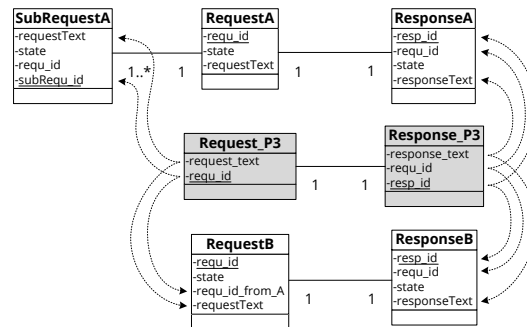 SubRequestA
-requestText
-state
-requ_id
-subRequ_id
1..*
1
RequestA
-requ_id
-state
-requestText
1
1
ResponseA
-resp_id
-requ_id
-state
-responseText
Request_P3
-request_text
-requ_id
1
1
Response_P3
-response_text
-requ_id
-resp_id
RequestB
-requ_id
-state
-requ_id_from_A
-requestText
1
1
ResponseB
-resp_id
-requ_id
-state
-responseText